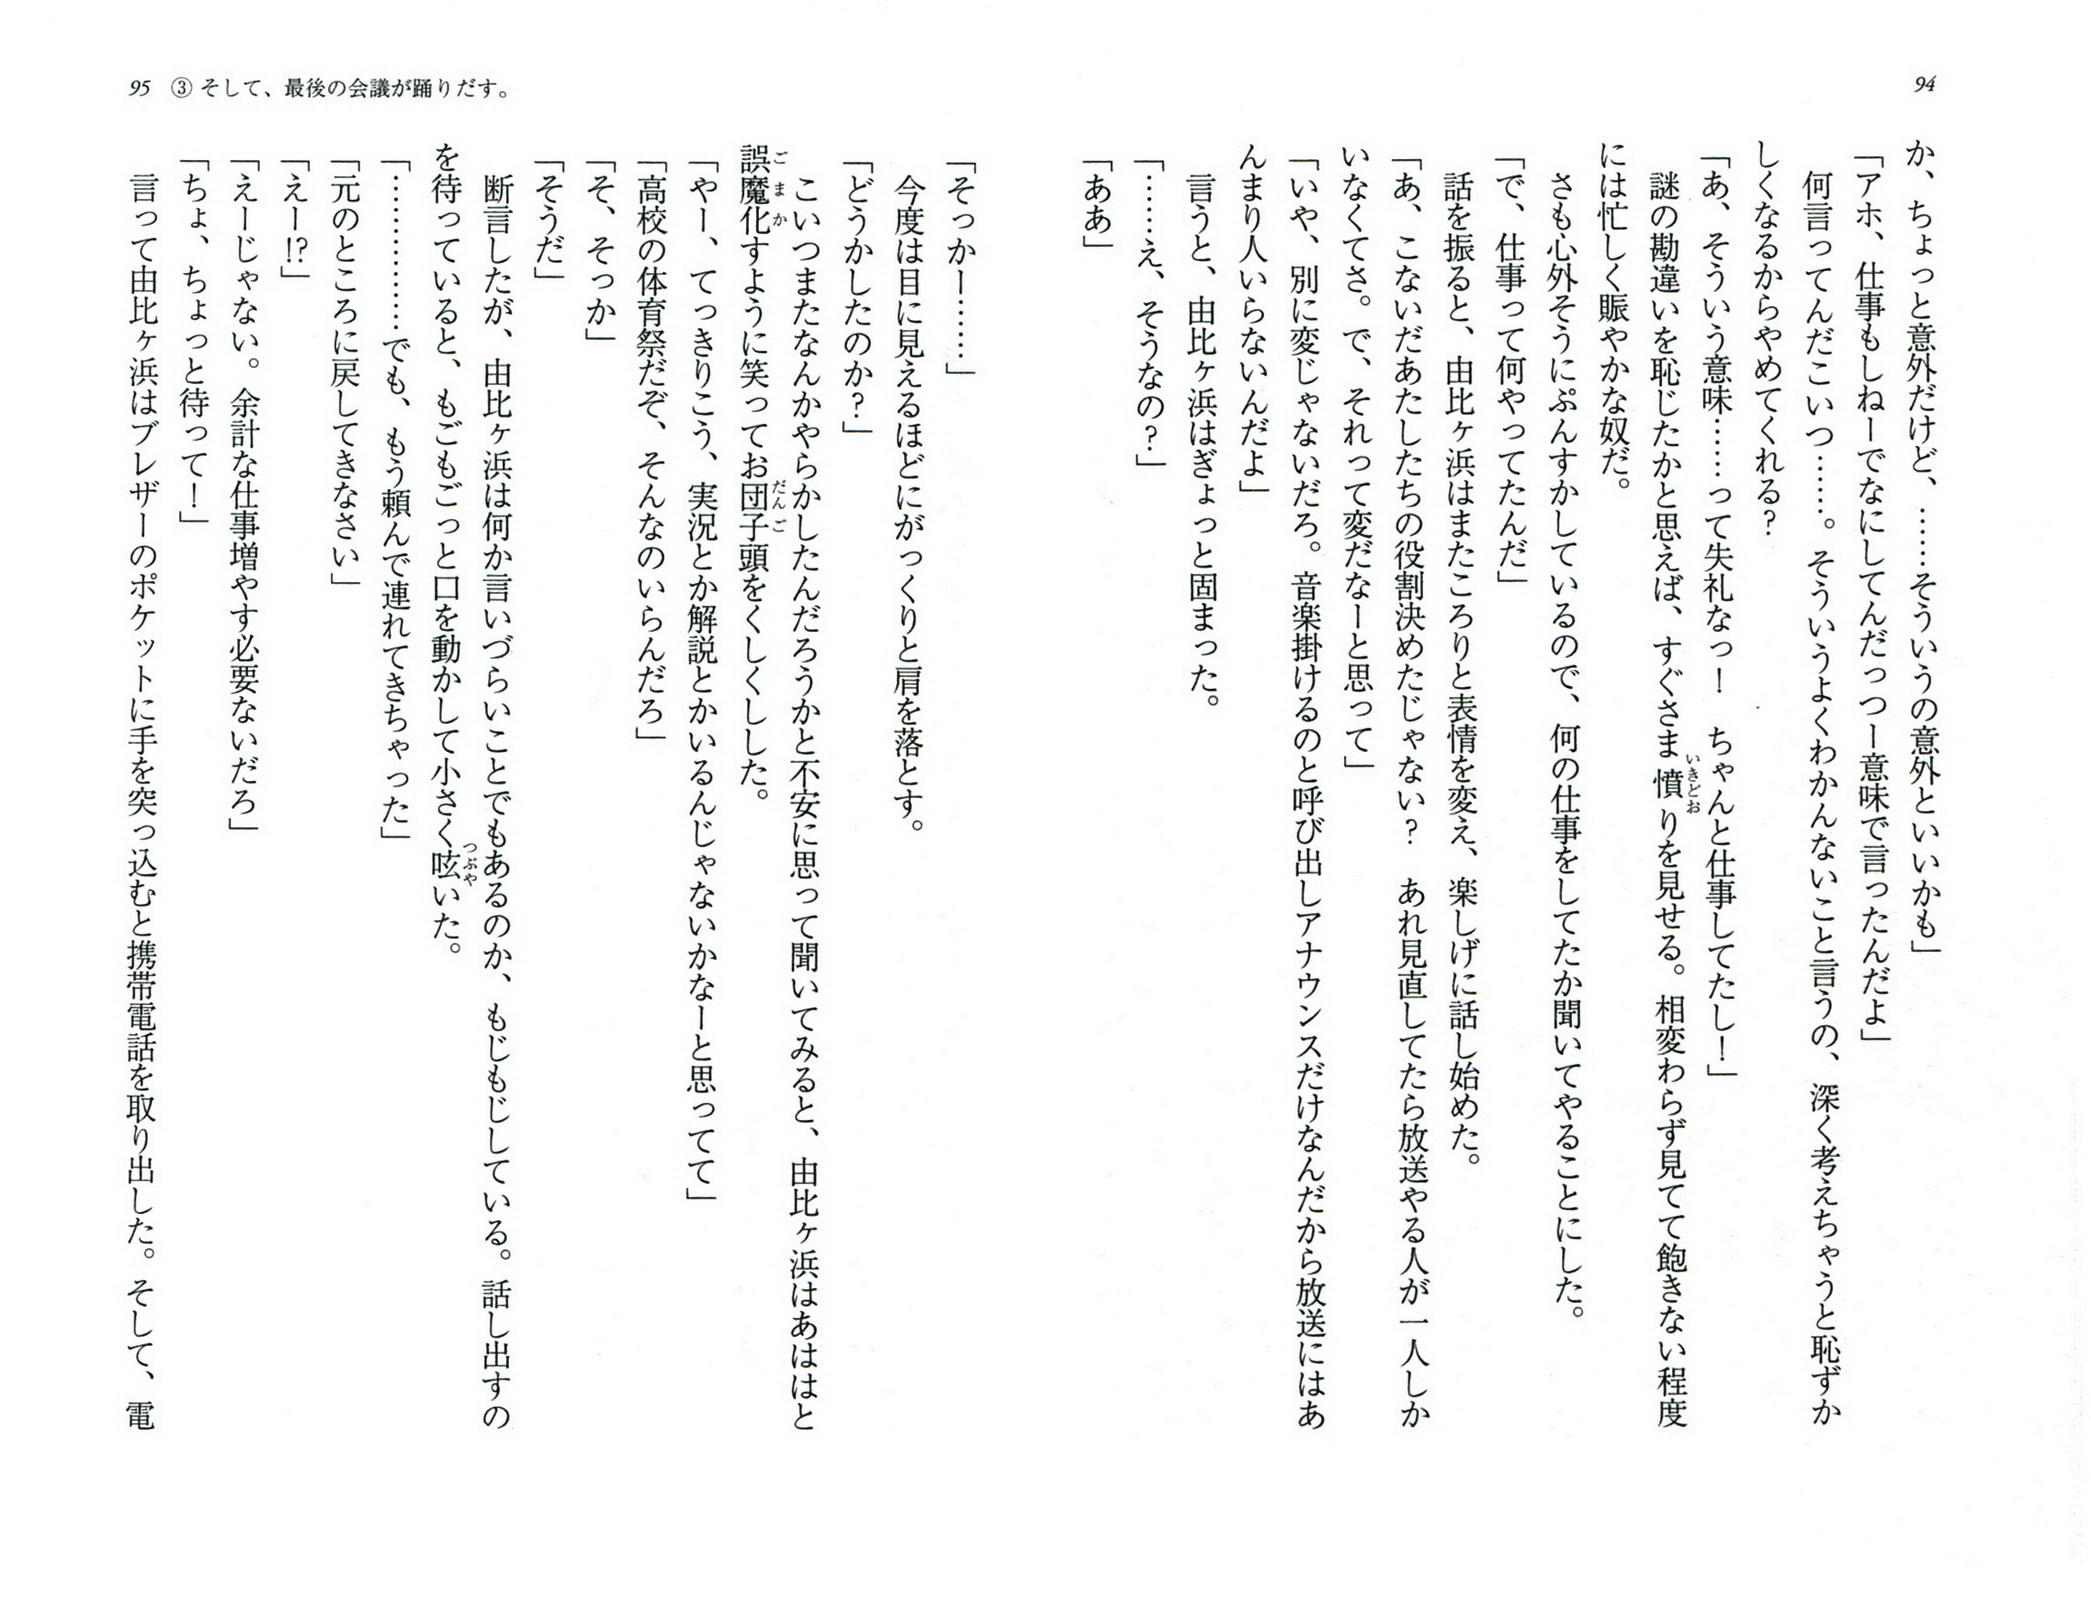 94
か、ちょっと意外だけど、……そういうの意外といいかも」
「アホ、仕事もしねーでなにしてんだっつー意味で言ったんだよ」
何言ってんだこいつ……。そういうよくわかんないこと言うの、深く考えちゃうと恥ずか
しくなるからやめてくれる?
「あ、そういう意味……って失礼なっ! ちゃんと仕事してたし!」
謎の勘違いを恥じたかと思えば、すぐさま憤りを見せる。相変わらず見てて飽きない程度
には忙しく賑やかな奴だ。
さも心外そうにぷんすかしているので、何の仕事をしてたか聞いてやることにした。
「で、仕事って何やってたんだ」
話を振ると、由比ヶ浜はまたころりと表情を変え、楽しげに話し始めた。
「あ、こないだあたしたちの役割決めたじゃない? あれ見直してたら放送やる人が一人しか
いなくてさ。で、それって変だなーと思って」
「いや、別に変じゃないだろ。音楽掛けるのと呼び出しアナウンスだけなんだから放送にはあ
んまり人いらないんだよ」
言うと、由比ヶ浜はぎょっと固まった。
「……え、そうなの?」
「ああ」
95 ③そして、最後の会議が踊りだす。
「そっかー……」
今度は目に見えるほどにがっくりと肩を落とす。
「どうかしたのか?」
こいつまたなんかやらかしたんだろうかと不安に思って聞いてみると、由比ヶ浜はあははと
誤魔化すように笑ってお団子頭をくしくしした。
「やー、てっきりこう、実況とか解説とかいるんじゃないかなーと思ってて」
「高校の体育祭だぞ、そんなのいらんだろ」
「そ、そっか」
「そうだ」
断言したが、由比ヶ浜は何か言いづらいことでもあるのか、もじもじしている。話し出すの
を待っていると、もごもごっと口を動かして小さく呟いた。
「……………でも、もう頼んで連れてきちゃった」
「元のところに戻してきなさい」
「えー!?」
「えーじゃない。余計な仕事増やす必要ないだろ」
「ちょ、ちょっと待って!」
言って由比ヶ浜はブレザーのポケットに手を突っ込むと携帯電話を取り出した。そして、電